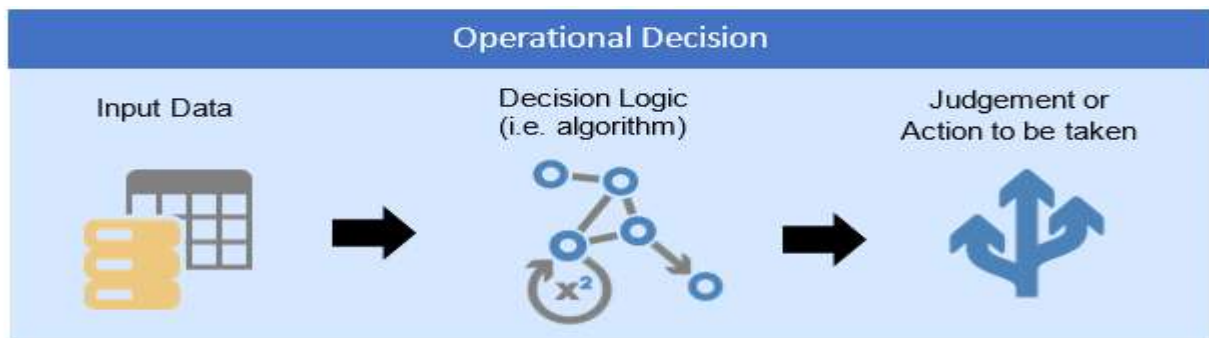 Operational Decision
Input Data
Decision Logic
(i.e. algorithm)
Judgement or
Action to be taken
x²